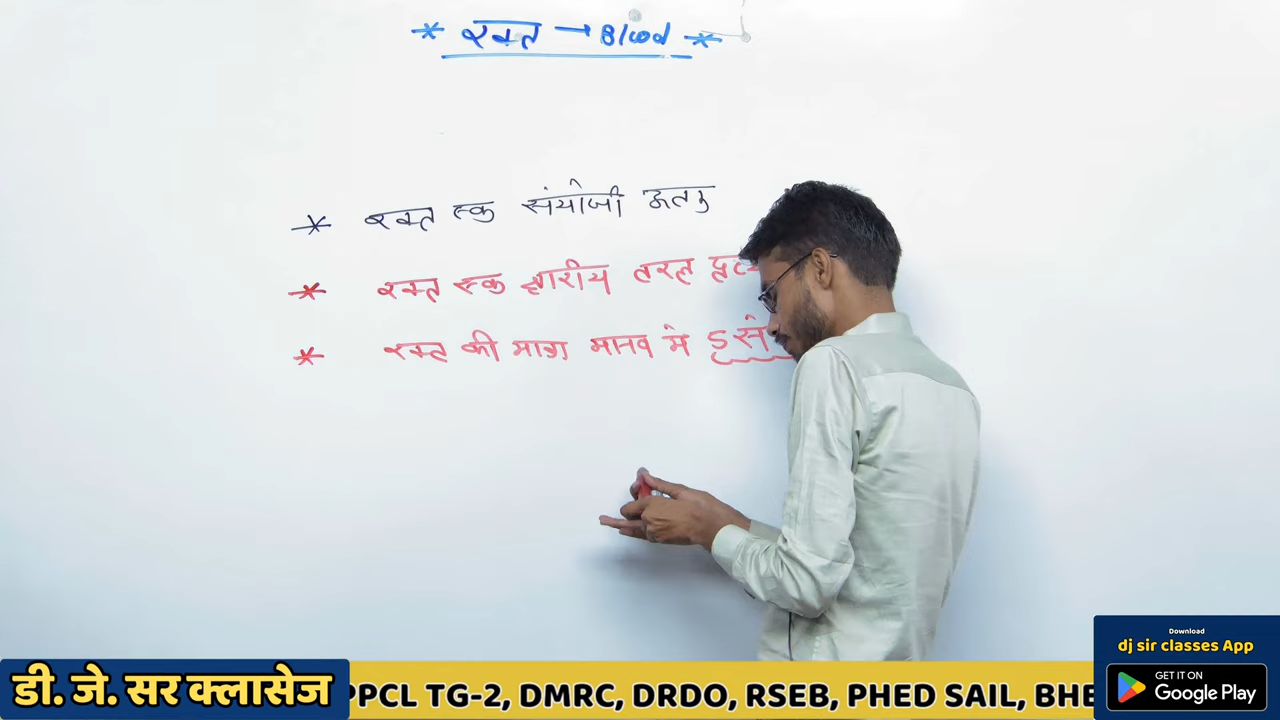 * रक्त → Blood *
* रक्त एक संयोजी ऊतक
* रक्त एक क्षारीय तरल
* रक्त की मात्रा मानव में 5
Download
dj sir classes App
GET IT ON
Google Play
डी. जे. सर क्लासेज
PPCL TG-2, DMRC, DRDO, RSEB, PHED SAIL, BHE